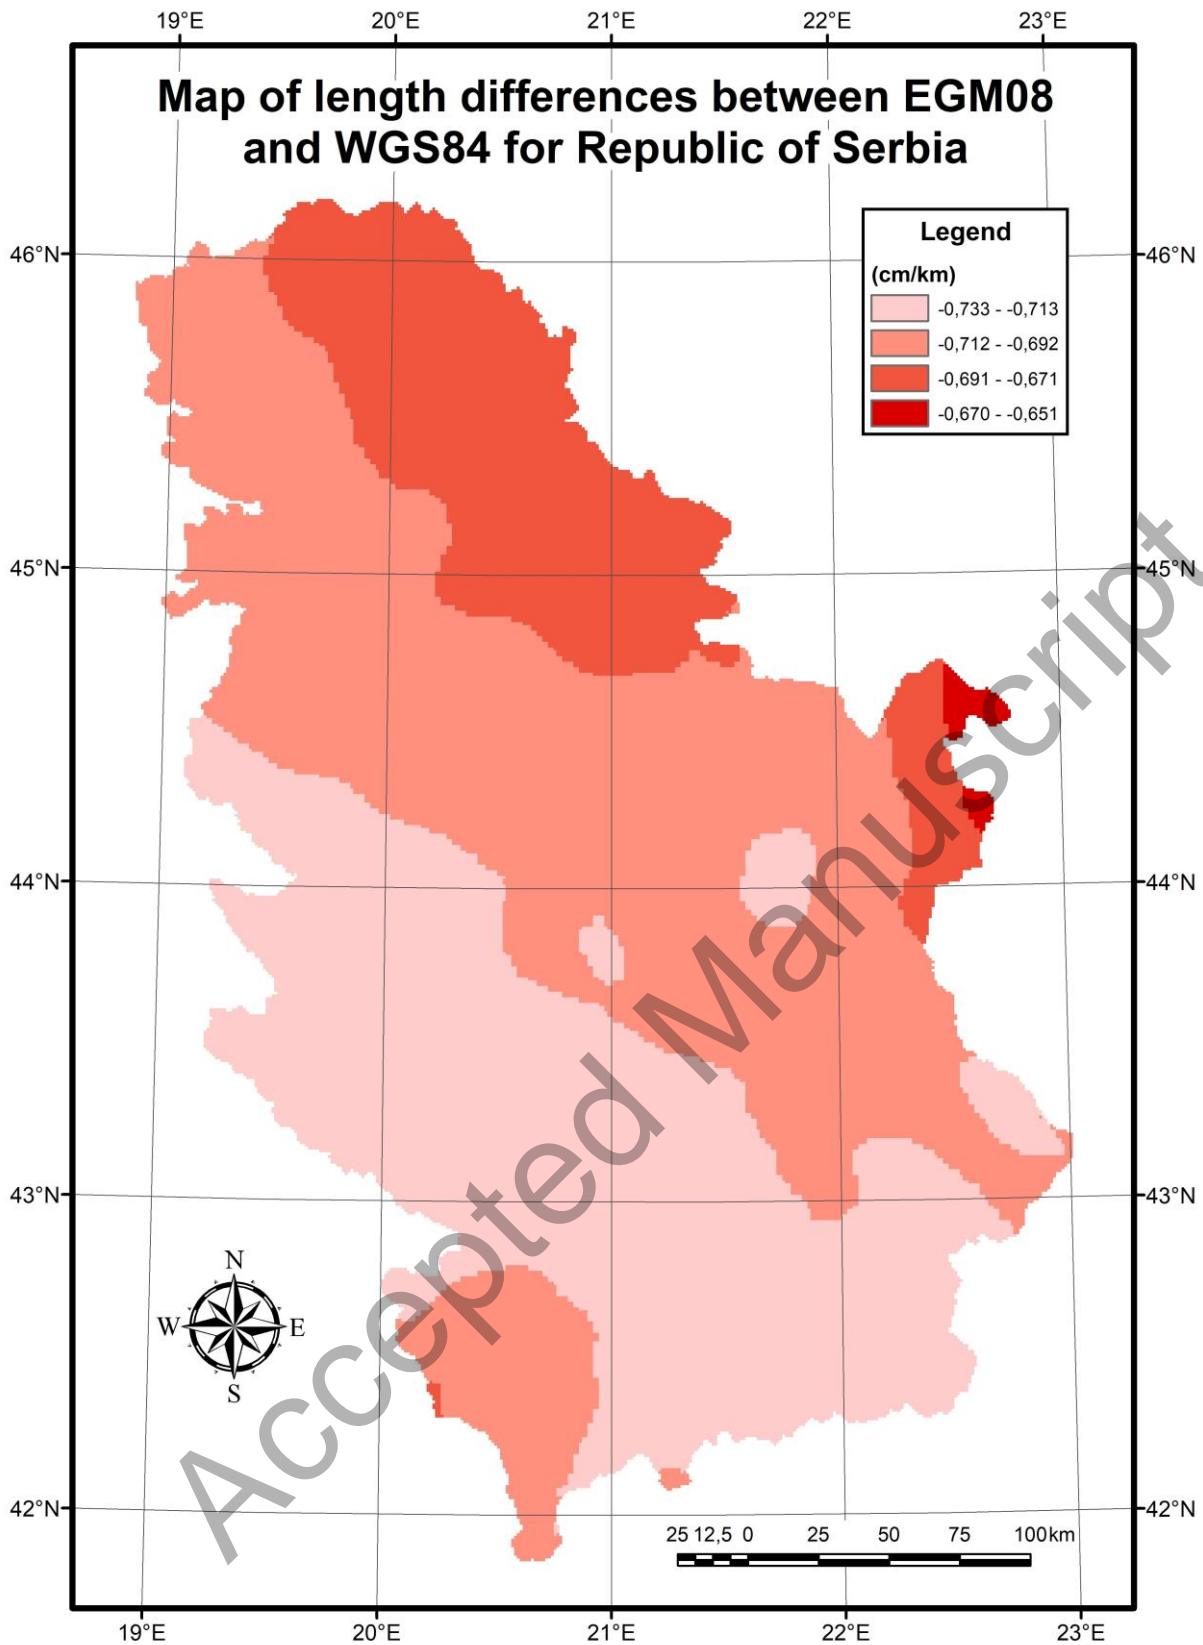 19°E 20°E 21°E 22°E 23°E
Map of length differences between EGM08
and WGS84 for Republic of Serbia
Legend
(cm/km)
-0,733 - -0,713
-0,712 - -0,692
-0,691 - -0,671
-0,670 - -0,651
46°N 46°N
45°N 45°N
44°N 44°N
43°N 43°N
42°N 42°N
Accepted Manuscript
N
W E
S
25 12,5 0 25 50 75 100km
19°E 20°E 21°E 22°E 23°E